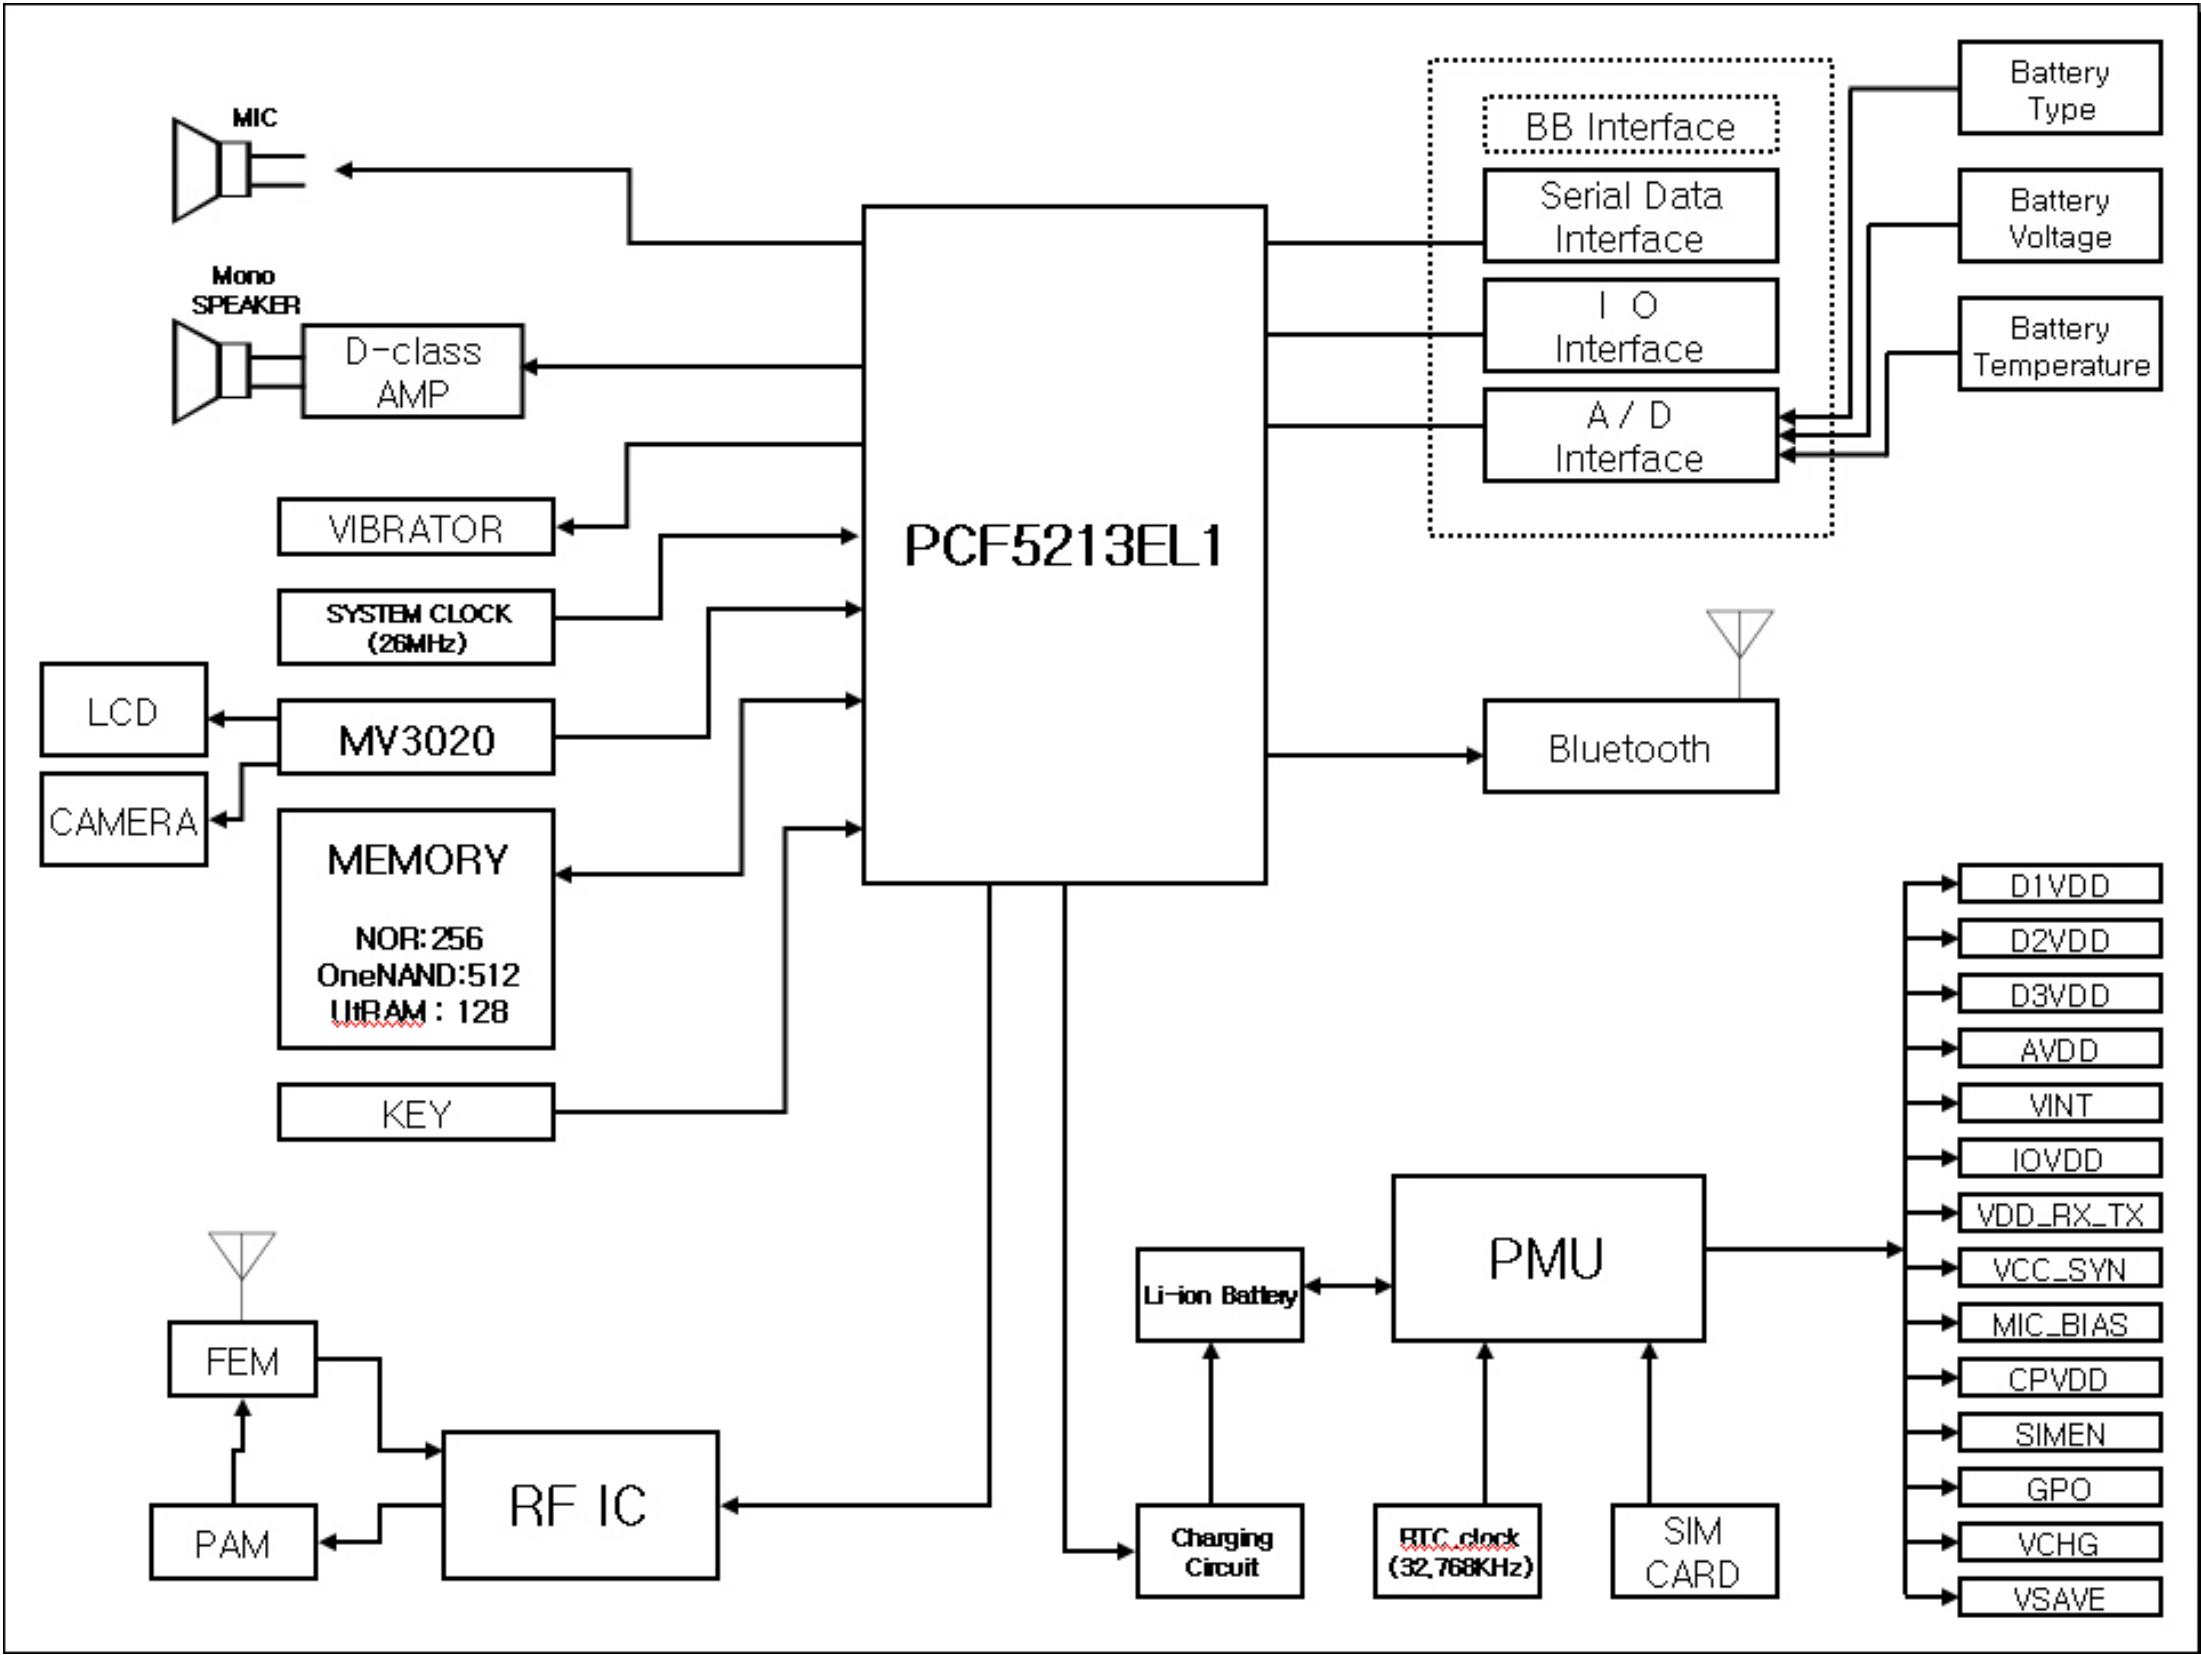 MIC
Mono
SPEAKER
D-class
AMP
VIBRATOR
SYSTEM CLOCK
(26MHz)
LCD
MV3020
CAMERA
MEMORY
NOR:256
OneNAND:512
UtRAM : 128
KEY
PCF5213EL1
BB Interface
Serial Data
Interface
I O
Interface
A / D
Interface
Battery
Type
Battery
Voltage
Battery
Temperature
Bluetooth
FEM
PAM
RF IC
Li-ion Battery
PMU
Charging
Circuit
RTC clock
(32.768KHz)
SIM
CARD
D1VDD
D2VDD
D3VDD
AVDD
VINT
IOVDD
VDD_RX_TX
VCC_SYN
MIC_BIAS
CPVDD
SIMEN
GPO
VCHG
VSAVE